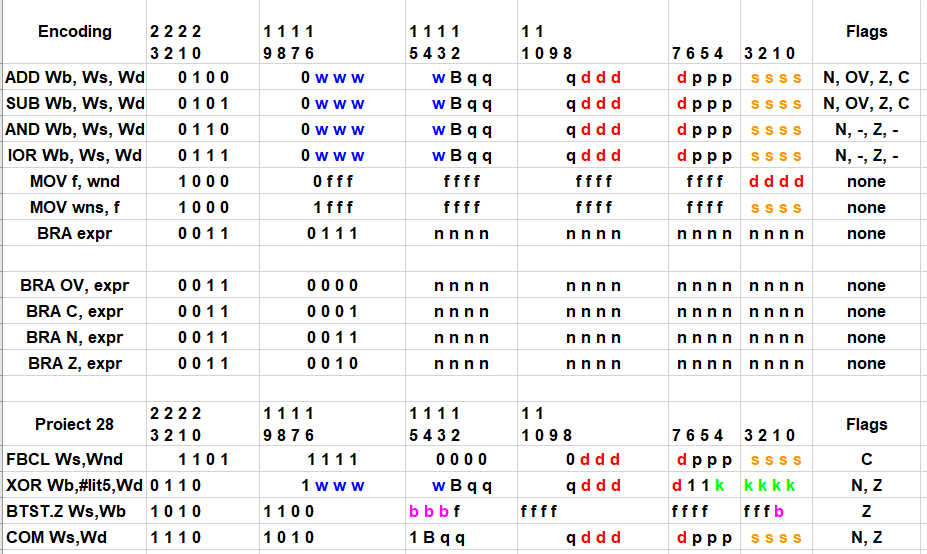 Encoding 2 2 2 2 1 1 1 1 1 1 1 1 1 1 Flags
3 2 1 0 9 8 7 6 5 4 3 2 1 0 9 8 7 6 5 4 3 2 1 0
ADD Wb, Ws, Wd 0 1 0 0 0 w w w w B q q q d d d d p p p s s s s N, OV, Z, C
SUB Wb, Ws, Wd 0 1 0 1 0 w w w w B q q q d d d d p p p s s s s N, OV, Z, C
AND Wb, Ws, Wd 0 1 1 0 0 w w w w B q q q d d d d p p p s s s s N, -, Z, -
IOR Wb, Ws, Wd 0 1 1 1 0 w w w w B q q q d d d d p p p s s s s N, -, Z, -
MOV f, wnd 1 0 0 0 0 f f f f f f f f f f f f f f f d d d d none
MOV wns, f 1 0 0 0 1 f f f f f f f f f f f f f f f s s s s none
BRA expr 0 0 1 1 0 1 1 1 n n n n n n n n n n n n n n n n none
BRA OV, expr 0 0 1 1 0 0 0 0 n n n n n n n n n n n n n n n n none
BRA C, expr 0 0 1 1 0 0 0 1 n n n n n n n n n n n n n n n n none
BRA N, expr 0 0 1 1 0 0 1 1 n n n n n n n n n n n n n n n n none
BRA Z, expr 0 0 1 1 0 0 1 0 n n n n n n n n n n n n n n n n none
Project 28 2 2 2 2 1 1 1 1 1 1 1 1 1 1 Flags
3 2 1 0 9 8 7 6 5 4 3 2 1 0 9 8 7 6 5 4 3 2 1 0
FBCL Ws,Wnd 1 1 0 1 1 1 1 1 0 0 0 0 0 d d d d p p p s s s s C
XOR Wb,#lit5,Wd 0 1 1 0 1 w w w w B q q q d d d d 1 1 k k k k k N, Z
BTST.Z Ws,Wb 1 0 1 0 1 1 0 0 b b b f f f f f f f f f f f f b Z
COM Ws,Wd 1 1 1 0 1 0 1 0 1 B q q q d d d d p p p s s s s N, Z